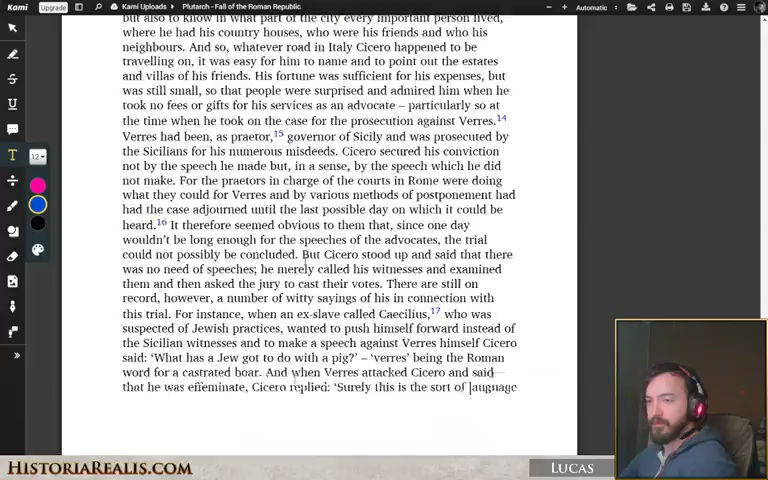 Kami Upgrade Kami Uploads Plutarch - Fall of the Roman Republic Automatic
but also to know in what part of the city every important person lived,
where he had his country houses, who were his friends and who his
neighbours. And so, whatever road in Italy Cicero happened to be
travelling on, it was easy for him to name and to point out the estates
and villas of his friends. His fortune was sufficient for his expenses, but
was still small, so that people were surprised and admired him when he
took no fees or gifts for his services as an advocate – particularly so at
the time when he took on the case for the prosecution against Verres.14
Verres had been, as praetor,15 governor of Sicily and was prosecuted by
the Sicilians for his numerous misdeeds. Cicero secured his conviction
not by the speech he made but, in a sense, by the speech which he did
not make. For the praetors in charge of the courts in Rome were doing
what they could for Verres and by various methods of postponement had
had the case adjourned until the last possible day on which it could be
heard.16 It therefore seemed obvious to them that, since one day
wouldn't be long enough for the speeches of the advocates, the trial
could not possibly be concluded. But Cicero stood up and said that there
was no need of speeches; he merely called his witnesses and examined
them and then asked the jury to cast their votes. There are still on
record, however, a number of witty sayings of his in connection with
this trial. For instance, when an ex-slave called Caecilius,17 who was
suspected of Jewish practices, wanted to push himself forward instead of
the Sicilian witnesses and to make a speech against Verres himself Cicero
said: 'What has a Jew got to do with a pig?' – 'verres' being the Roman
word for a castrated boar. And when Verres attacked Cicero and said
that he was effeminate, Cicero replied: 'Surely this is the sort of language
T 12
HISTORIAREALIS.COM
LUCAS